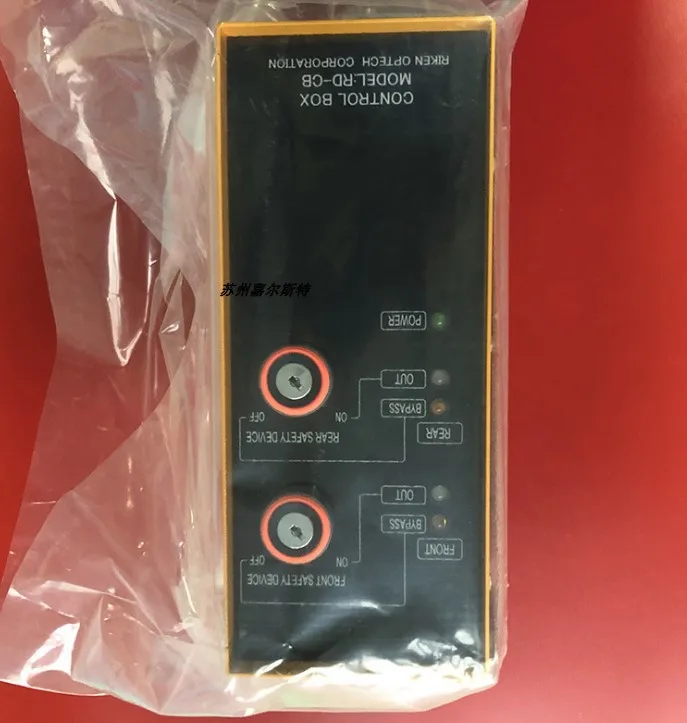 FRONT SAFETY DEVICE
ON OFF
FRONT
BYPASS
OUT
REAR SAFETY DEVICE
REAR
ON OFF
BYPASS
OUT
POWER
苏州嘉尔斯特
CONTROL BOX
MODEL:RD-CB
RIKEN OPTECH CORPORATION